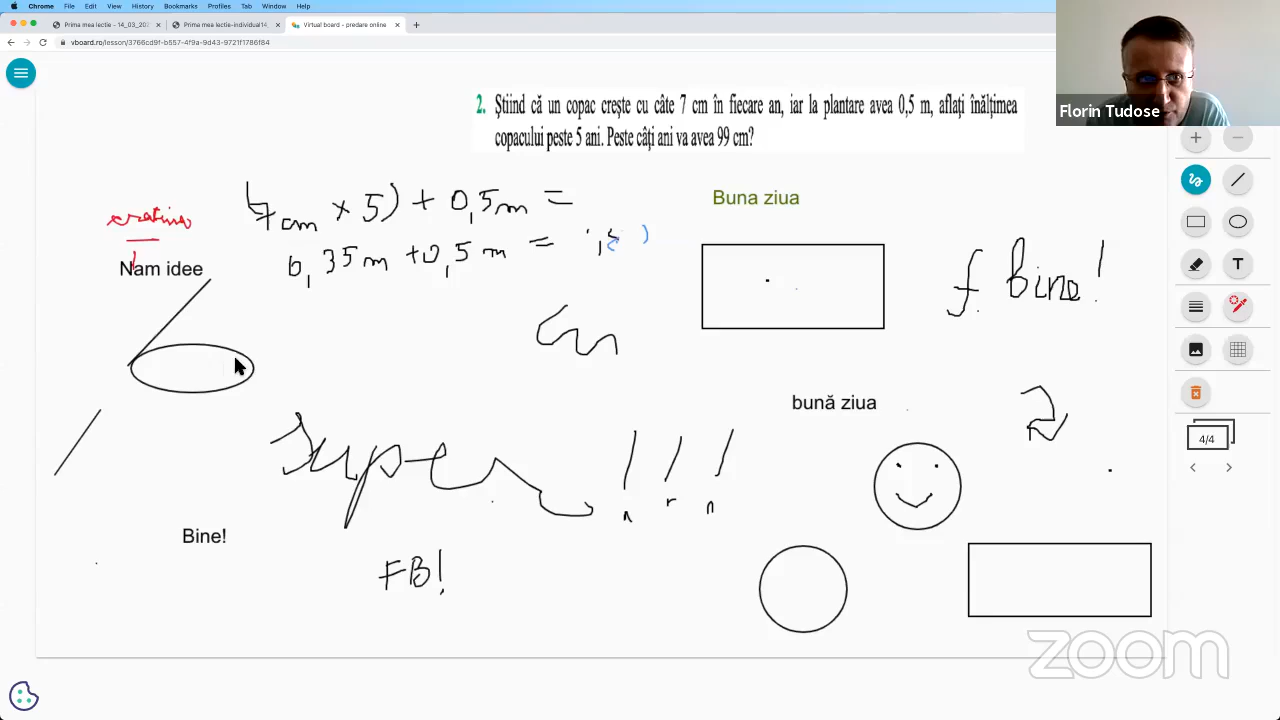 Chrome File Edit View History Bookmarks Profiles Tab Window Help
Prima mea lectie - 14_03_202
Prima mea lectie-individual14_
Virtual board - predare online
vboard.ro/lesson/3766cd9f-b557-4f9a-9d43-9721f1786f84
2. Știind că un copac crește cu câte 7 cm în fiecare an, iar la plantare avea 0,5 m, aflați înălțimea
copacului peste 5 ani. Peste câți ani va avea 99 cm?
Florin Tudose
7cm × 5) + 0,5m =
Buna ziua
0,35m + 0,5m =
Nam idee
f bine!
bună ziua
super!!!
Bine!
FB!
T
4/4
zoom